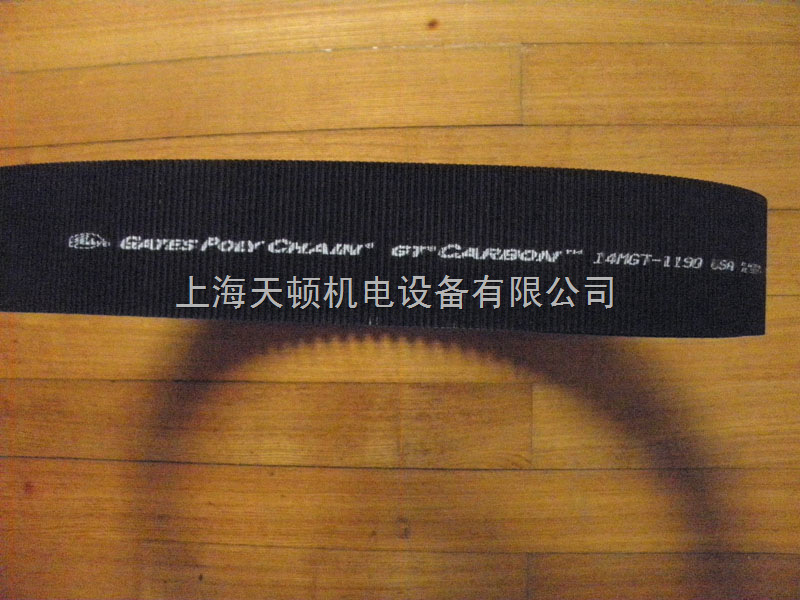 GATES POLY CHAIN® GT® CARBON™ 14MGT-1190 USA
上海天顿机电设备有限公司